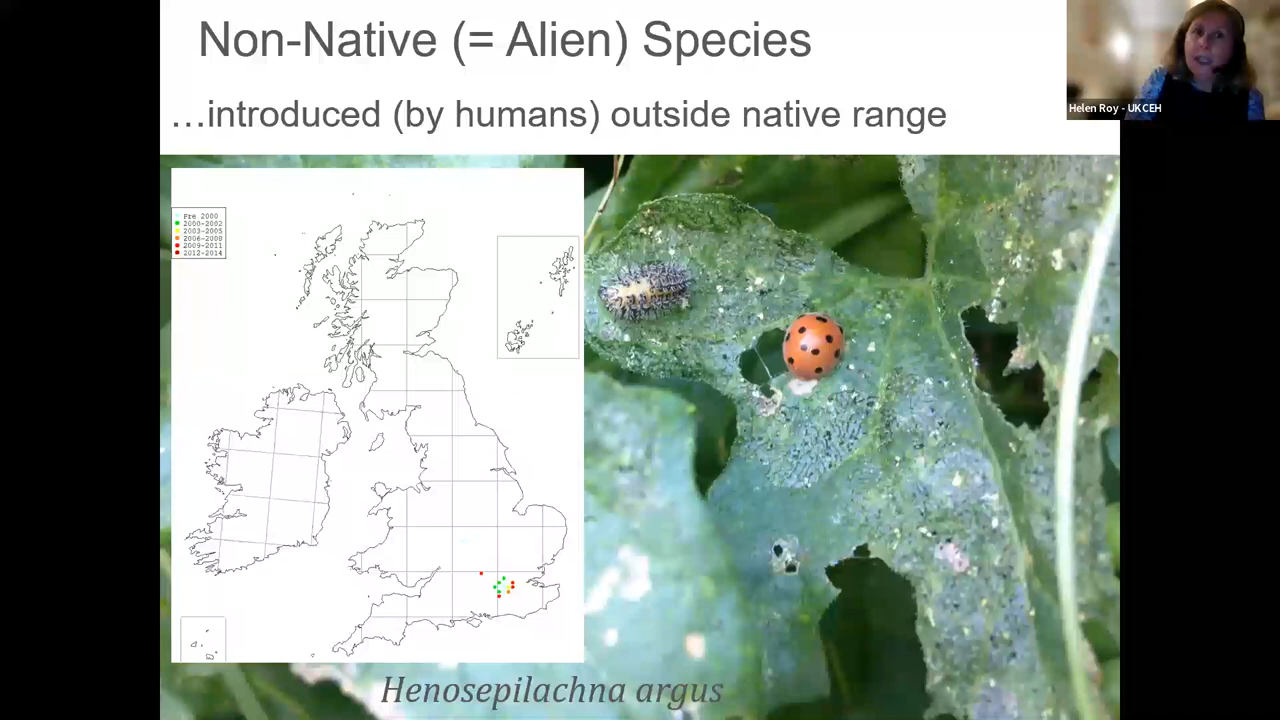 Non-Native (= Alien) Species
…introduced (by humans) outside native range
Helen Roy - UKCEH
Pre 2000
2000-2002
2003-2005
2006-2008
2009-2011
2012-2014
Henosepilachna argus